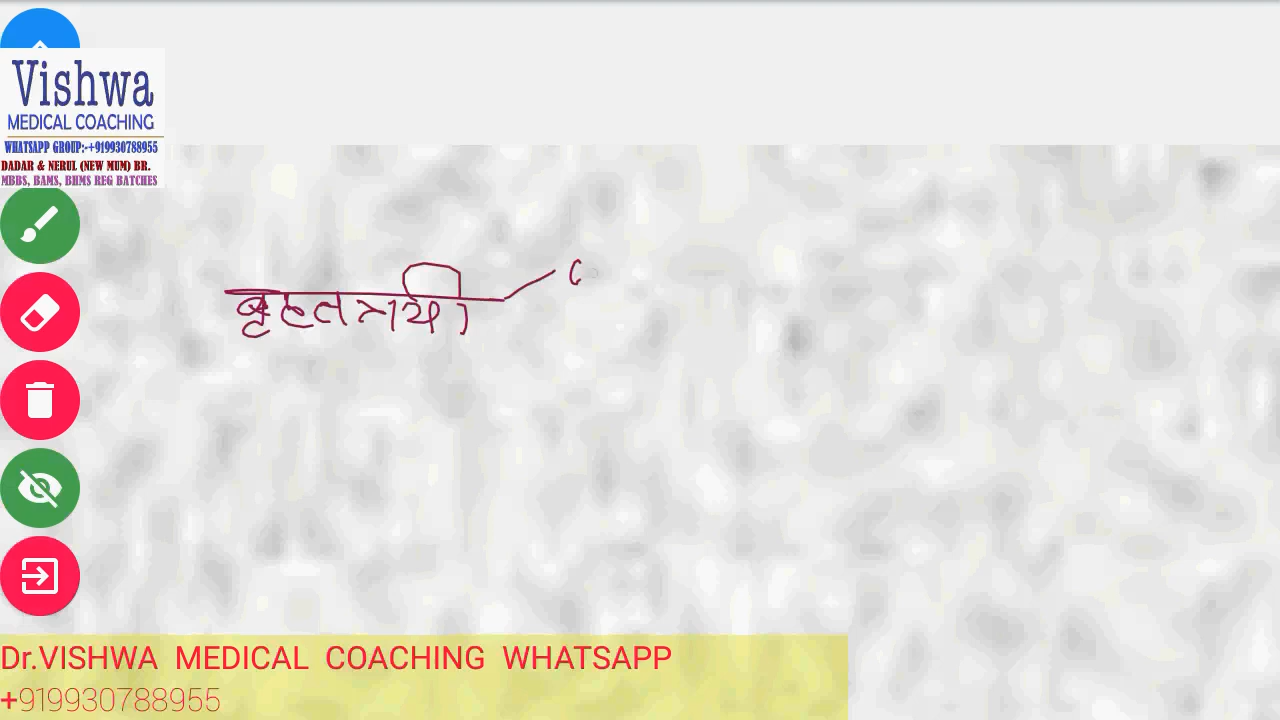 Vishwa
MEDICAL COACHING
WHATSAPP GROUP:-+919930788955
DADAR & NERUL (NEW MUM) BR.
MBBS, BAMS, BHMS REG BATCHES
बृहतत्रयी
Dr.VISHWA MEDICAL COACHING WHATSAPP
+919930788955